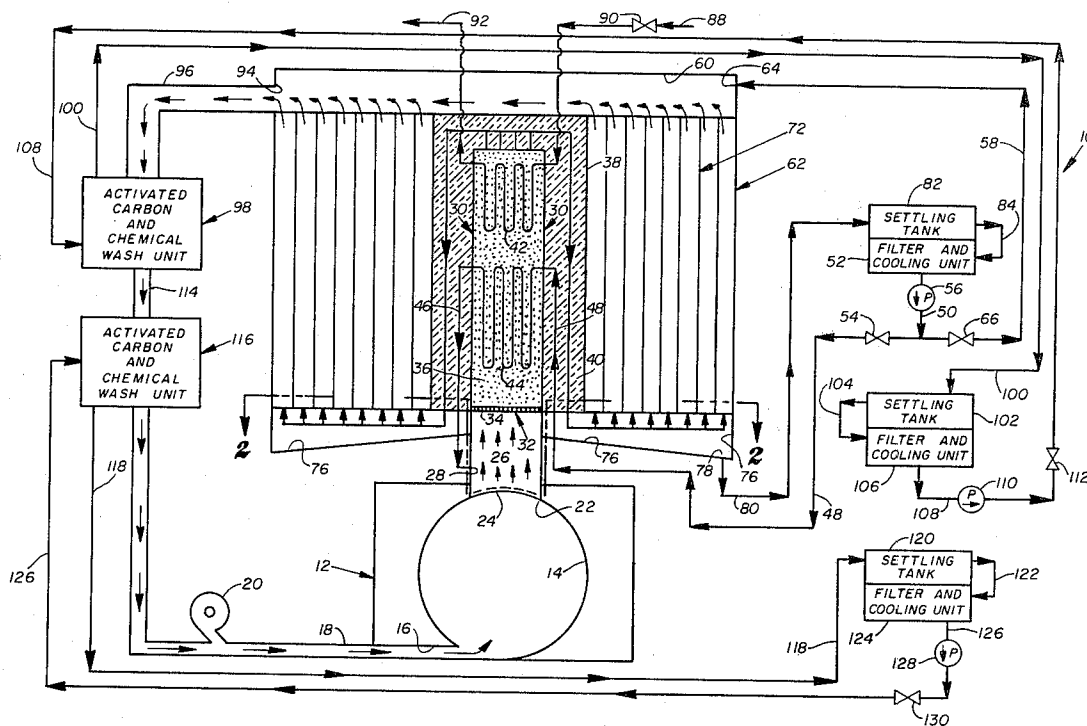 92
90
88
60
64
96
94
100
72
58
10
108
38
62
82
84
ACTIVATED
CARBON
AND
CHEMICAL
WASH UNIT
98
30
30
42
SETTLING
TANK
FILTER AND
COOLING UNIT
52
P
56
50
114
46
48
54
66
ACTIVATED
CARBON
AND
CHEMICAL
WASH UNIT
116
36
44
40
100
104
SETTLING
TANK
102
FILTER AND
COOLING UNIT
106
2
34
32
2
76
26
78
76
28
80
110
P
108
112
118
24
22
48
126
12
14
120
SETTLING
TANK
122
FILTER AND
COOLING UNIT
124
126
20
18
16
118
128
P
130